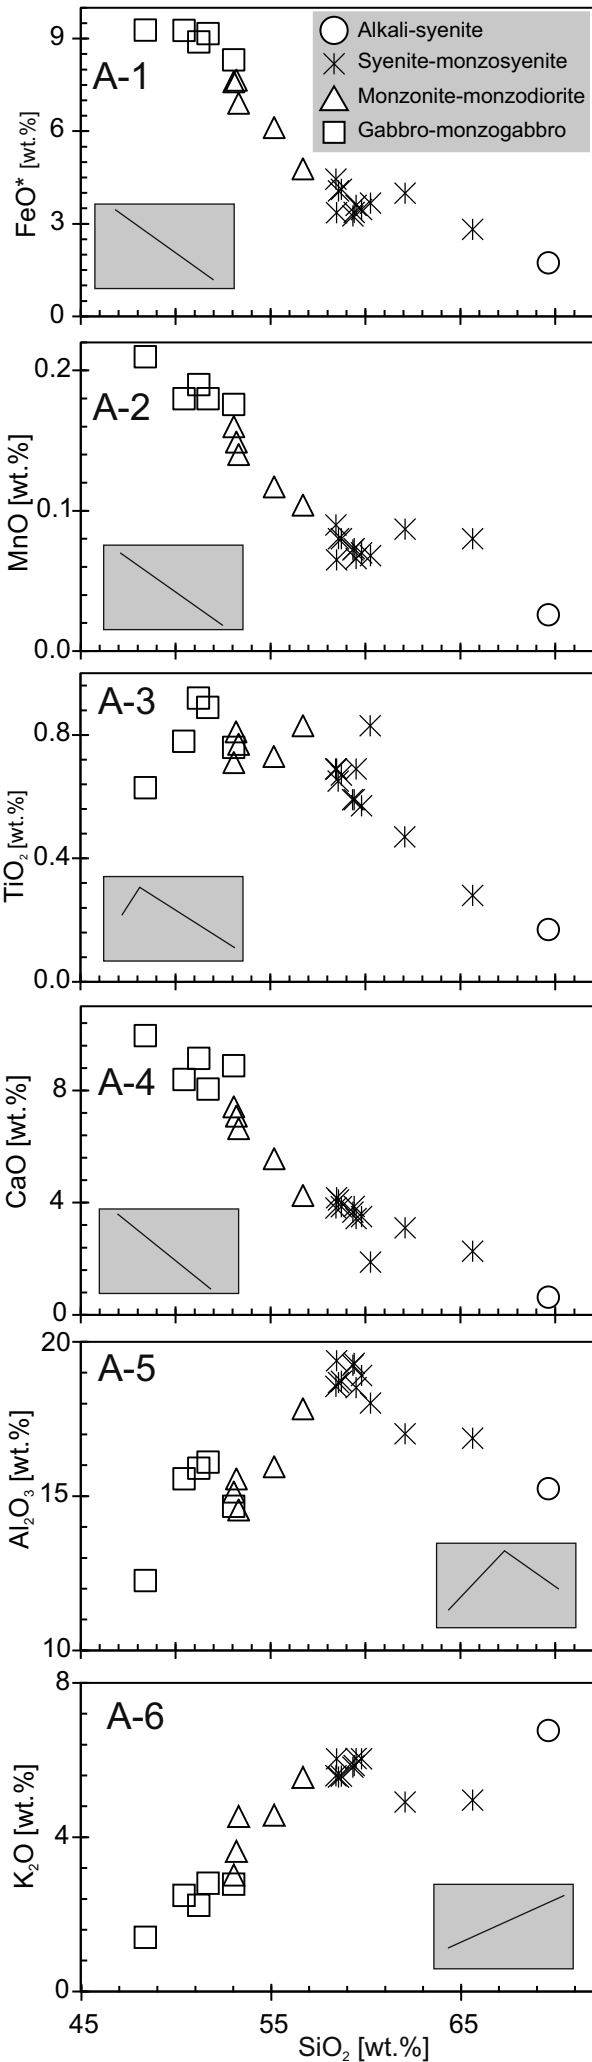 Alkali-syenite
Syenite-monzosyenite
Monzonite-monzodiorite
Gabbro-monzogabbro
A-1
FeO* [wt.%]
9
6
3
0
A-2
MnO [wt.%]
0.2
0.1
0.0
A-3
TiO₂ [wt.%]
0.8
0.4
0.0
A-4
CaO [wt.%]
8
4
0
A-5
Al₂O₃ [wt.%]
20
15
10
A-6
K₂O [wt.%]
8
4
0
45 55 65
SiO₂ [wt.%]